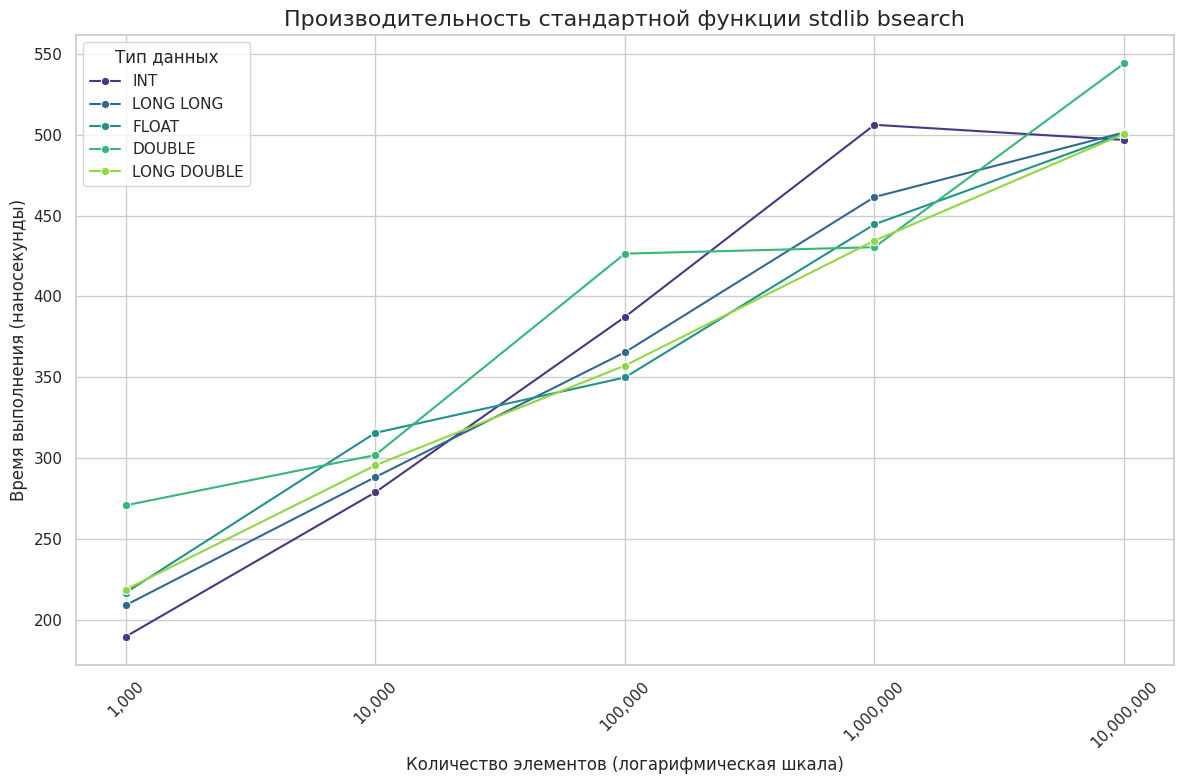 Производительность стандартной функции stdlib bsearch
Тип данных
INT
LONG LONG
FLOAT
DOUBLE
LONG DOUBLE
Время выполнения (наносекунды)
550
500
450
400
350
300
250
200
1,000
10,000
100,000
1,000,000
10,000,000
Количество элементов (логарифмическая шкала)